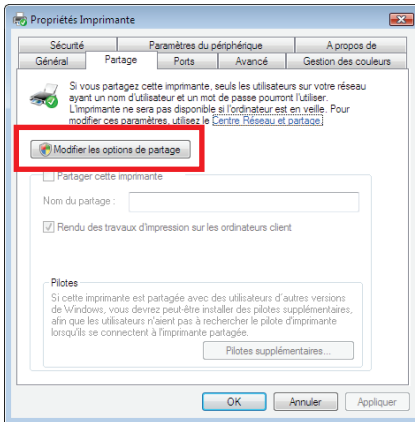 Propriétés Imprimante
Sécurité Paramètres du périphérique A propos de
Général Partage Ports Avancé Gestion des couleurs
Si vous partagez cette imprimante, seuls les utilisateurs sur votre réseau
ayant un nom d'utilisateur et un mot de passe pourront l'utiliser.
L'imprimante ne sera pas disponible si l'ordinateur est en veille. Pour
modifier ces paramètres, utilisez le Centre Réseau et partage.
Modifier les options de partage
Partager cette imprimante
Nom du partage :
Rendu des travaux d'impression sur les ordinateurs client
Pilotes
Si cette imprimante est partagée avec des utilisateurs d'autres versions
de Windows, vous devrez peut-être installer des pilotes supplémentaires,
afin que les utilisateurs n'aient pas à rechercher le pilote d'imprimante
lorsqu'ils se connectent à l'imprimante partagée.
Pilotes supplémentaires...
OK Annuler Appliquer